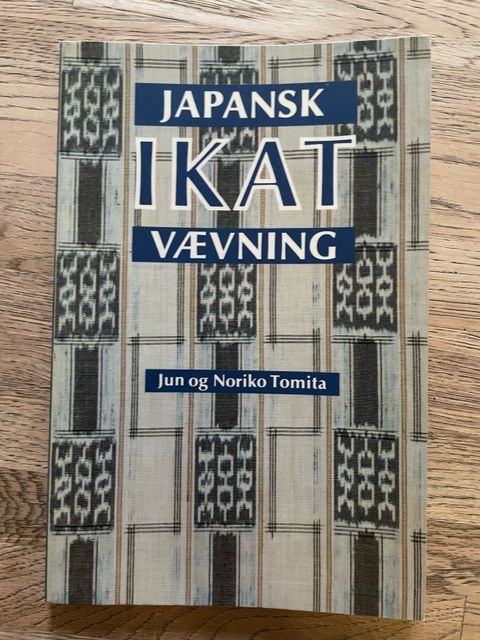 JAPANSK
IKAT
VÆVNING
Jun og Noriko Tomita